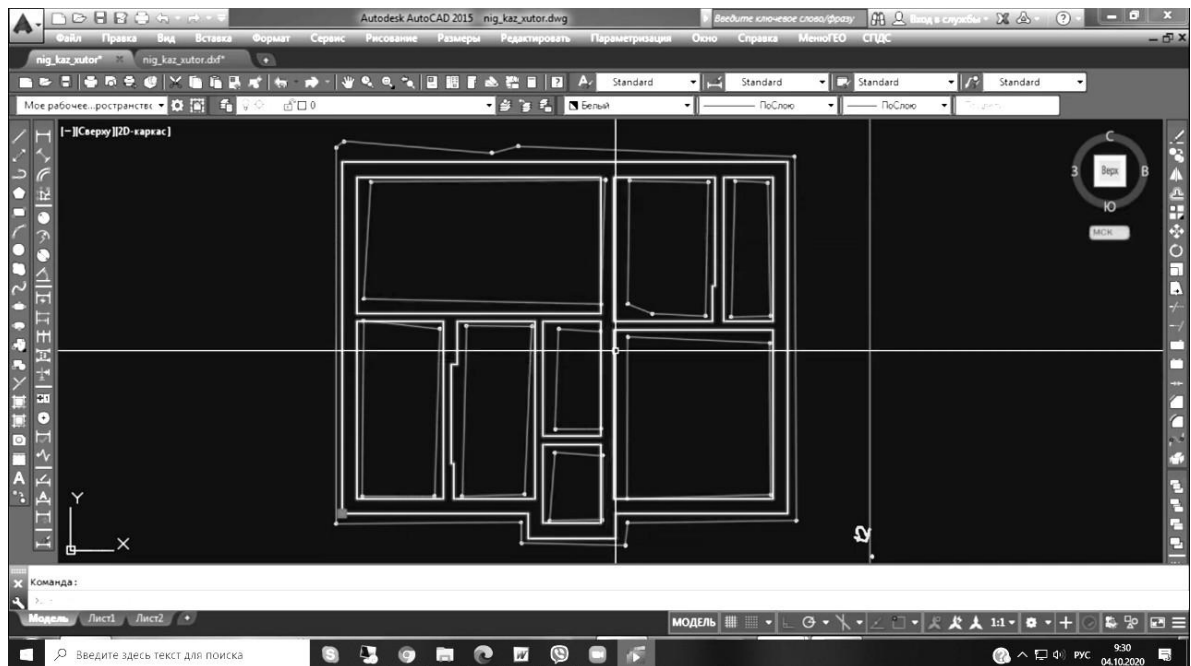 Autodesk AutoCAD 2015 nig_kaz_xutor.dwg
Введите ключевое слово/фразу
Вход в службы
Файл Правка Вид Вставка Формат Сервис Рисование Размеры Редактировать Параметризация Окно Справка МенюГЕО СПДС
nig_kaz_xutor* nig_kaz_xutor.dxf*
Standard Standard Standard Standard
Мое рабочее...ространстве 0 Белый ПоСлою ПоСлою
[–][Сверху][2D-каркас]
С
З Верх В
Ю
МСК
Y
X
12
Команда:
Модель Лист1 Лист2
МОДЕЛЬ 1:1
Введите здесь текст для поиска
РУС
9:30
04.10.2020